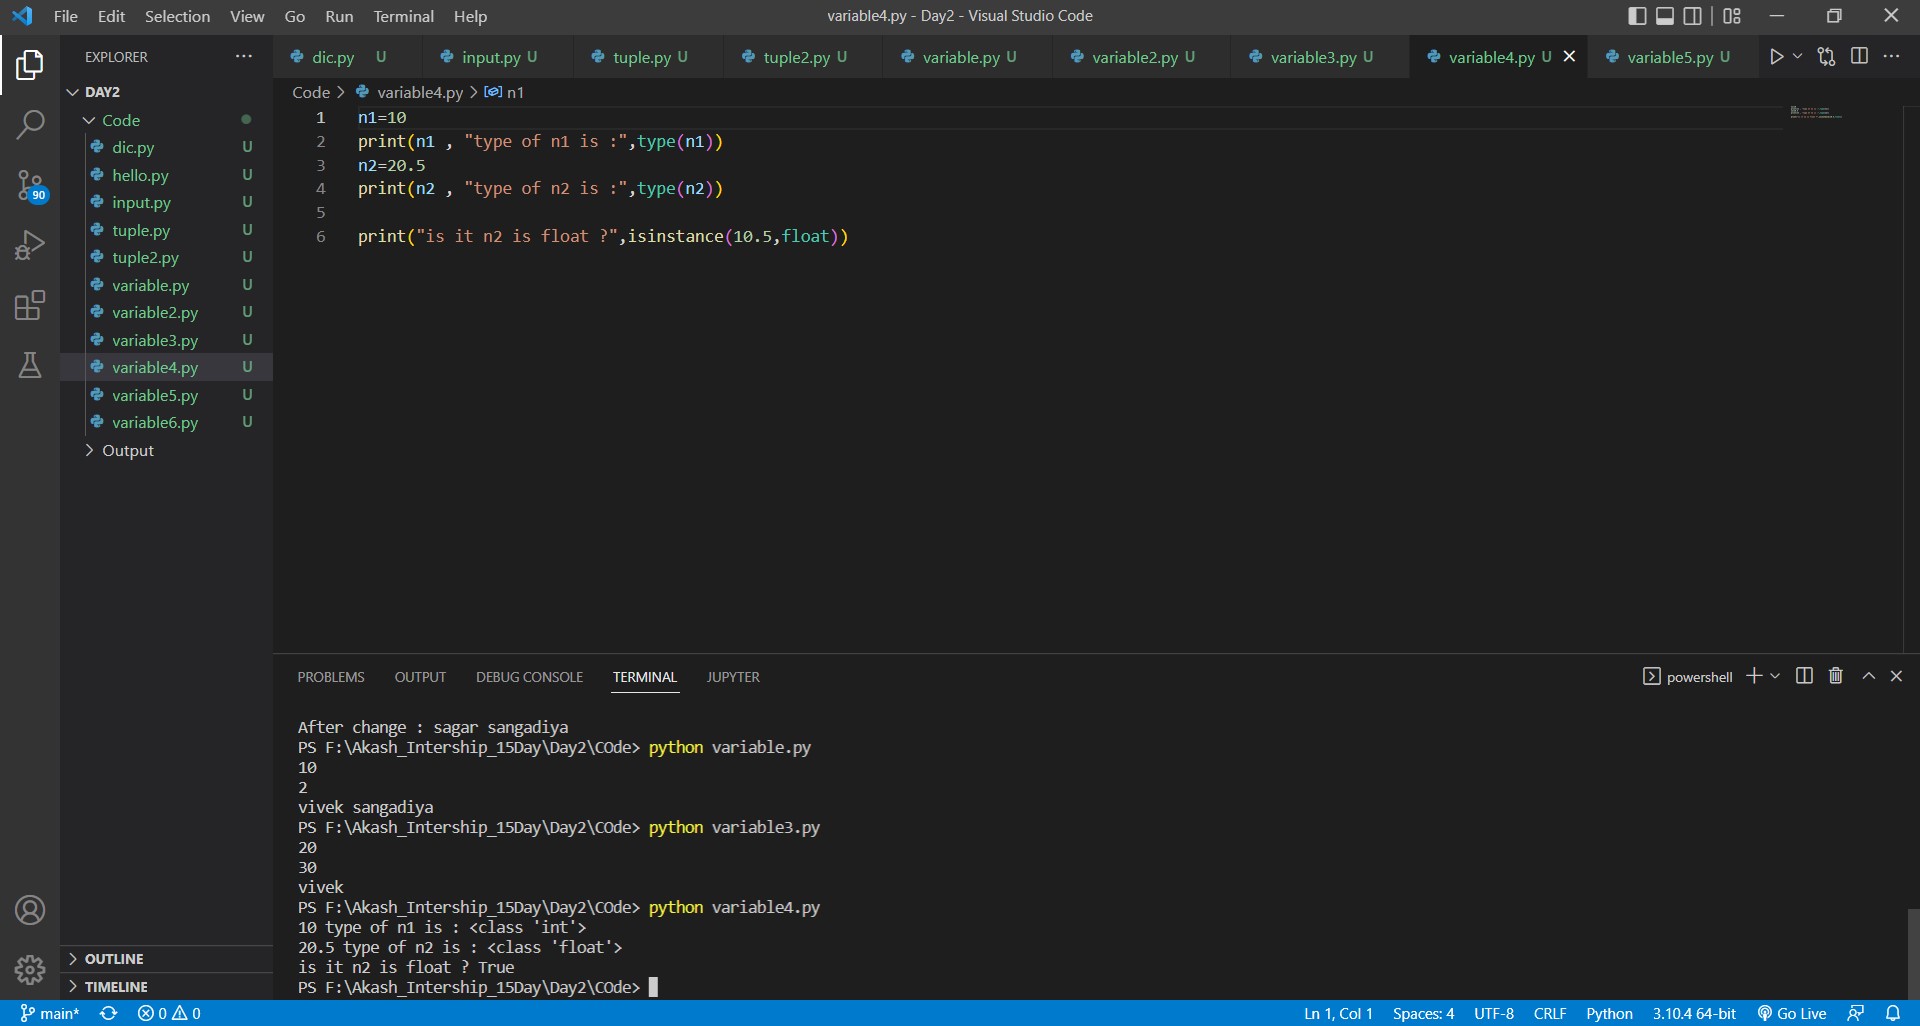 File Edit Selection View Go Run Terminal Help variable4.py - Day2 - Visual Studio Code
EXPLORER ···
dic.py U input.py U tuple.py U tuple2.py U variable.py U variable2.py U variable3.py U variable4.py U variable5.py U
DAY2
Code > variable4.py > n1
Code
dic.py U
hello.py U
input.py U
tuple.py U
tuple2.py U
variable.py U
variable2.py U
variable3.py U
variable4.py U
variable5.py U
variable6.py U
Output
90
1 n1=10
2 print(n1 , "type of n1 is :",type(n1))
3 n2=20.5
4 print(n2 , "type of n2 is :",type(n2))
5
6 print("is it n2 is float ?",isinstance(10.5,float))
PROBLEMS OUTPUT DEBUG CONSOLE TERMINAL JUPYTER powershell
After change : sagar sangadiya
PS F:\Akash_Intership_15Day\Day2\COde> python variable.py
10
2
vivek sangadiya
PS F:\Akash_Intership_15Day\Day2\COde> python variable3.py
20
30
vivek
PS F:\Akash_Intership_15Day\Day2\COde> python variable4.py
10 type of n1 is : <class 'int'>
20.5 type of n2 is : <class 'float'>
is it n2 is float ? True
PS F:\Akash_Intership_15Day\Day2\COde>
OUTLINE
TIMELINE
main* 0 0 Ln 1, Col 1 Spaces: 4 UTF-8 CRLF Python 3.10.4 64-bit Go Live